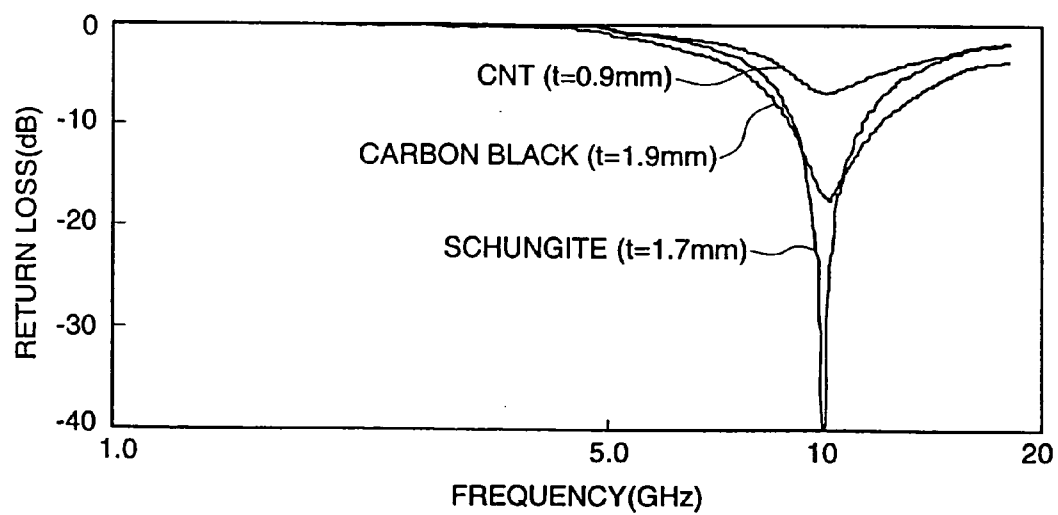 0
-10
-20
-30
-40
RETURN LOSS(dB)
CNT (t=0.9mm)
CARBON BLACK (t=1.9mm)
SCHUNGITE (t=1.7mm)
1.0
5.0
10
20
FREQUENCY(GHz)